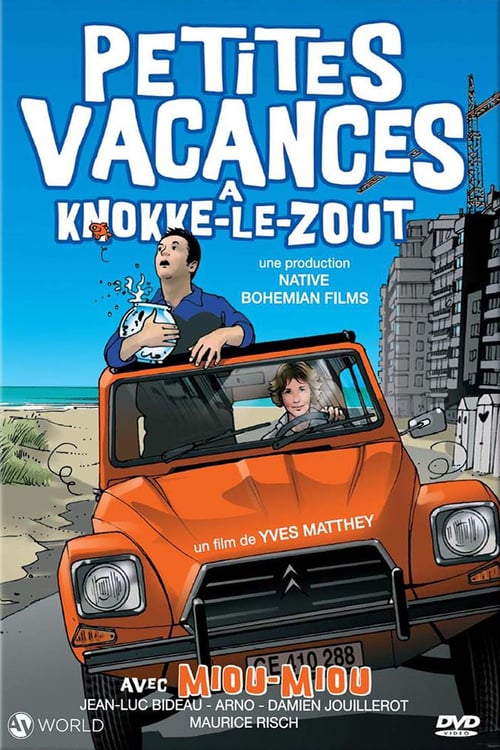 PETITES
VACANCES
A
KNOKKE-LE-ZOUT
une production
NATIVE
BOHEMIAN FILMS
un film de YVES MATTHEY
GE 410 288
AVEC MIOU-MIOU
JEAN-LUC BIDEAU - ARNO - DAMIEN JOUILLEROT
MAURICE RISCH
WORLD
DVD
VIDEO